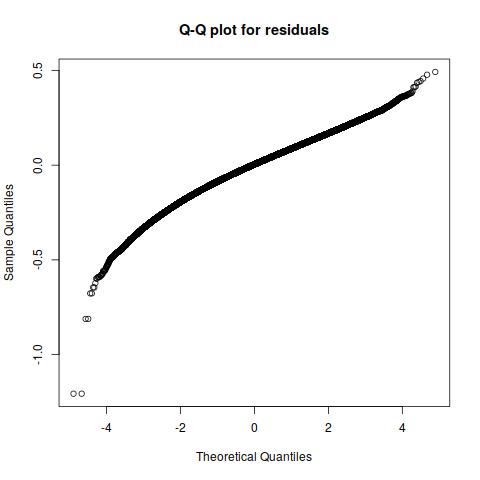 Q-Q plot for residuals
0.5
0.0
-0.5
-1.0
Sample Quantiles
-4 -2 0 2 4
Theoretical Quantiles